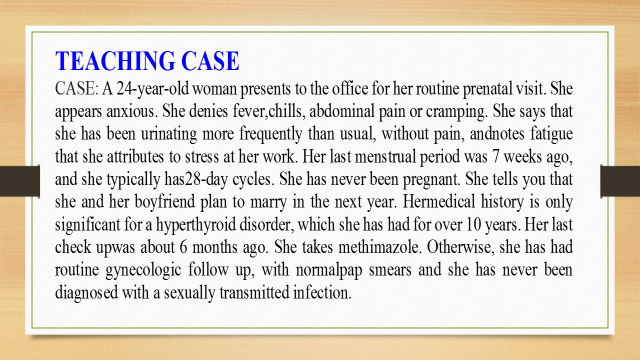 TEACHING CASE
CASE: A 24-year-old woman presents to the office for her routine prenatal visit. She
appears anxious. She denies fever,chills, abdominal pain or cramping. She says that
she has been urinating more frequently than usual, without pain, andnotes fatigue
that she attributes to stress at her work. Her last menstrual period was 7 weeks ago,
and she typically has28-day cycles. She has never been pregnant. She tells you that
she and her boyfriend plan to marry in the next year. Hermedical history is only
significant for a hyperthyroid disorder, which she has had for over 10 years. Her last
check upwas about 6 months ago. She takes methimazole. Otherwise, she has had
routine gynecologic follow up, with normalpap smears and she has never been
diagnosed with a sexually transmitted infection.